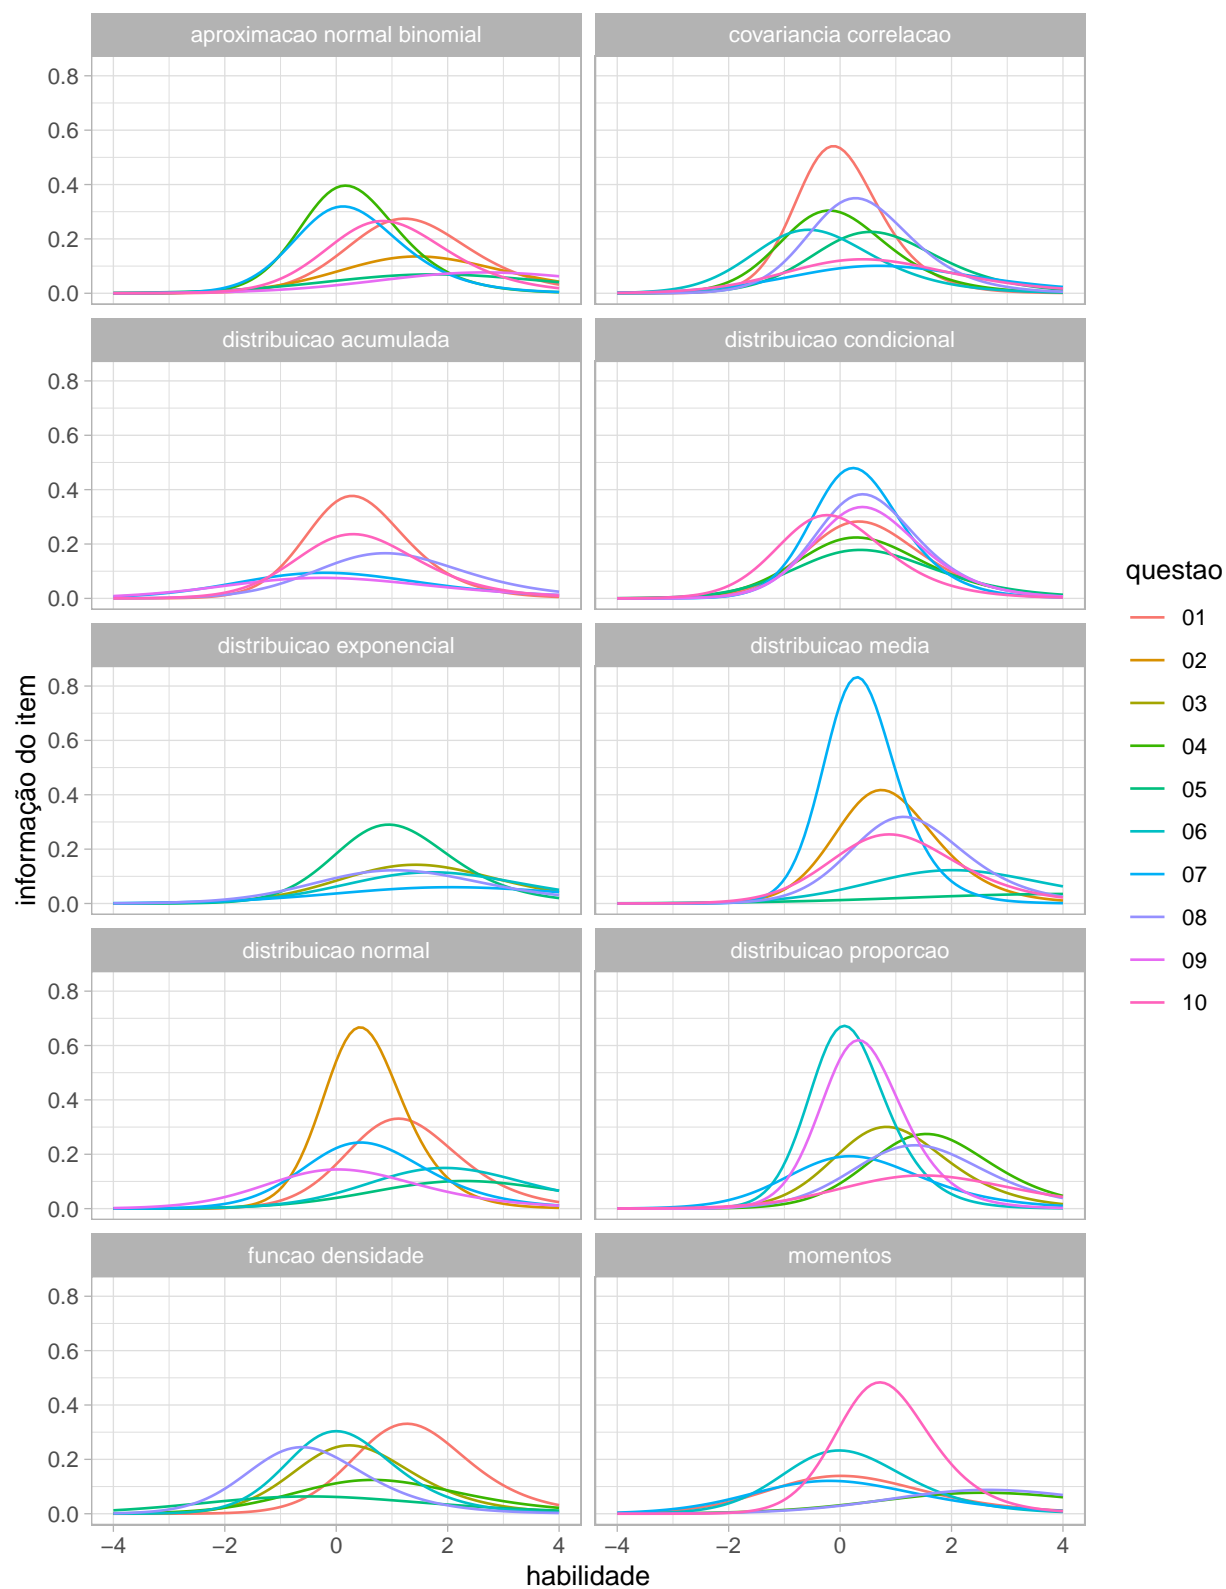 aproximacao normal binomial
covariancia correlacao
0.8
0.6
0.4
0.2
0.0
distribuicao acumulada
distribuicao condicional
0.8
0.6
0.4
0.2
0.0
distribuicao exponencial
distribuicao media
0.8
0.6
0.4
0.2
0.0
distribuicao normal
distribuicao proporcao
0.8
0.6
0.4
0.2
0.0
funcao densidade
momentos
0.8
0.6
0.4
0.2
0.0
−4 −2 0 2 4
−4 −2 0 2 4
habilidade
informação do item
questao
01
02
03
04
05
06
07
08
09
10